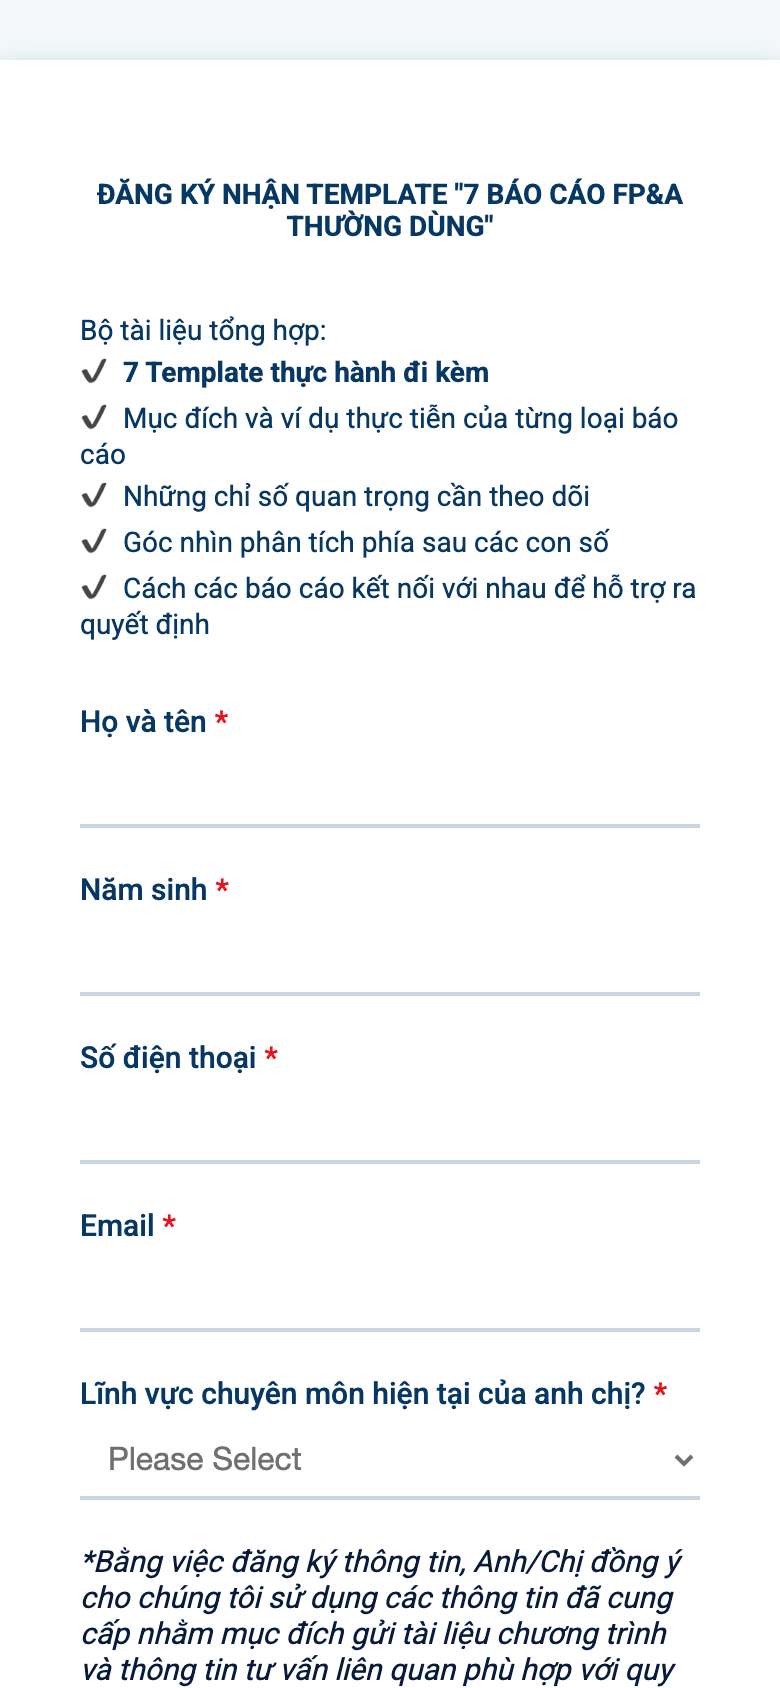 ĐĂNG KÝ NHẬN TEMPLATE "7 BÁO CÁO FP&A
THƯỜNG DÙNG"
Bộ tài liệu tổng hợp:
✔ 7 Template thực hành đi kèm
✔ Mục đích và ví dụ thực tiễn của từng loại báo
cáo
✔ Những chỉ số quan trọng cần theo dõi
✔ Góc nhìn phân tích phía sau các con số
✔ Cách các báo cáo kết nối với nhau để hỗ trợ ra
quyết định
Họ và tên *
Năm sinh *
Số điện thoại *
Email *
Lĩnh vực chuyên môn hiện tại của anh chị? *
Please Select
*Bằng việc đăng ký thông tin, Anh/Chị đồng ý
cho chúng tôi sử dụng các thông tin đã cung
cấp nhằm mục đích gửi tài liệu chương trình
và thông tin tư vấn liên quan phù hợp với quy